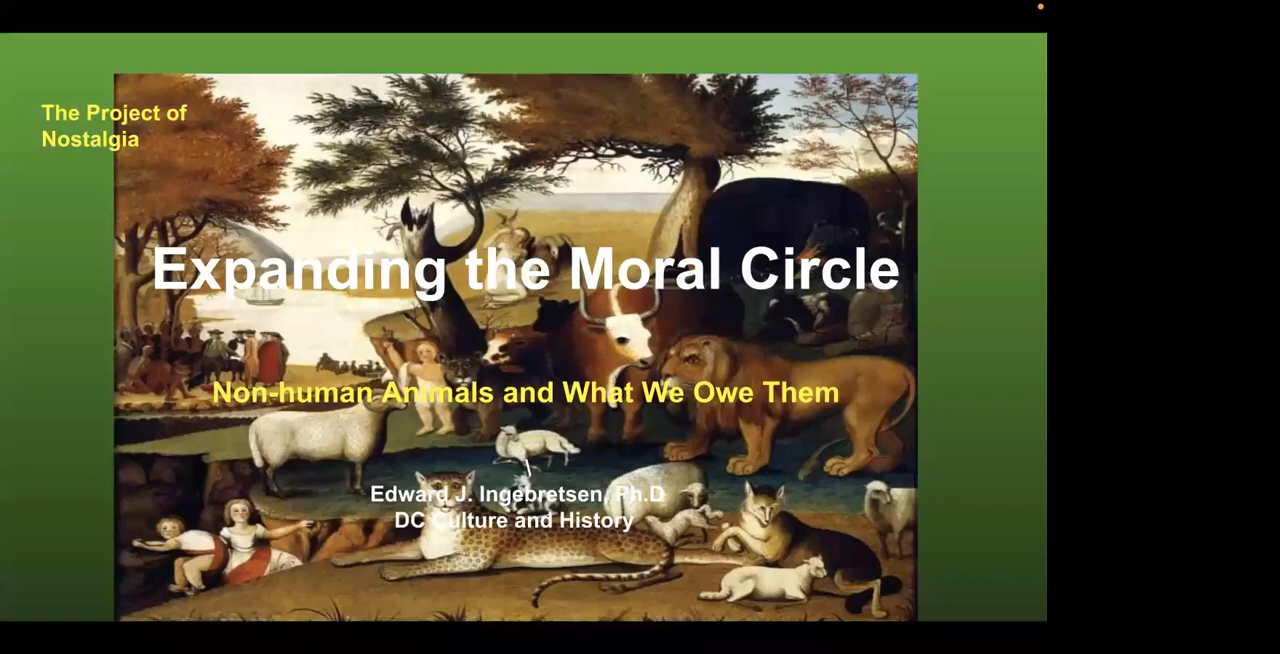 The Project of
Nostalgia
Expanding the Moral Circle
Non-human Animals and What We Owe Them
Edward J. Ingebretsen, Ph.D
DC Culture and History